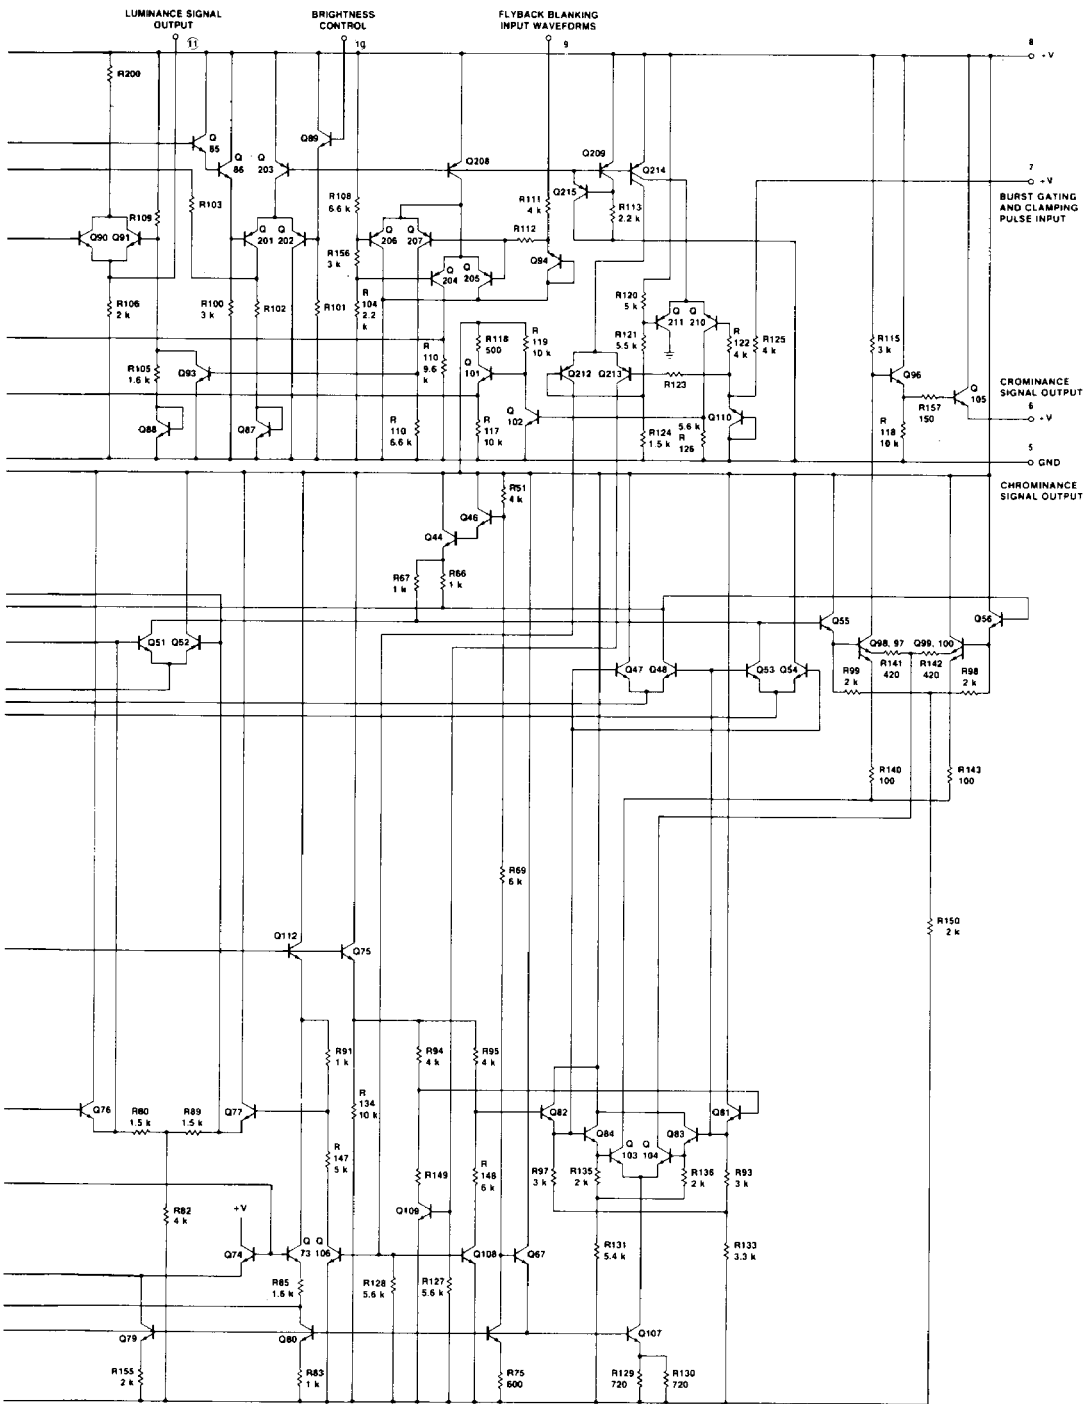 LUMINANCE SIGNAL
OUTPUT
11
BRIGHTNESS
CONTROL
10
FLYBACK BLANKING
INPUT WAVEFORMS
9
8
+V
R200
Q
85
Q89
Q
86
Q
203
Q208
Q209
Q214
Q215
7
+V
BURST GATING
AND CLAMPING
PULSE INPUT
R109
R103
R108
6.6 k
R111
4 k
R113
2.2 k
R112
Q90
Q91
Q
201
Q
202
Q
206
Q
207
R156
3 k
Q94
Q
204
Q
205
R106
2 k
R100
3 k
R102
R101
R
104
2.2
k
R120
5 k
Q
211
Q
210
R118
500
R
119
10 k
R121
5.5 k
R
122
4 k
R125
4 k
R115
3 k
R105
1.6 k
Q93
R
110
9.6
k
Q
101
Q212
Q213
R123
Q96
Q
105
CROMINANCE
SIGNAL OUTPUT
6
+V
R157
150
Q88
Q87
R
110
6.6 k
R
117
10 k
Q
102
R124
1.5 k
5.6 k
R
126
Q110
R
118
10 k
5
GND
CHROMINANCE
SIGNAL OUTPUT
R51
4 k
Q46
Q44
R67
1 k
R66
1 k
Q51
Q52
Q55
Q56
Q47
Q48
Q53
Q54
Q98, 97
Q99, 100
R141
420
R142
420
R99
2 k
R98
2 k
R140
100
R143
100
R69
6 k
R150
2 k
Q112
Q75
R91
1 k
R94
4 k
R95
4 k
R
134
10 k
Q76
R80
1.5 k
R89
1.5 k
Q77
Q82
Q81
Q84
Q83
Q
103
Q
104
R
147
5 k
R149
R
148
6 k
R97
3 k
R135
2 k
R136
2 k
R93
3 k
R82
4 k
+V
Q109
Q74
Q
73
Q
106
Q108
Q67
R131
5.4 k
R133
3.3 k
R85
1.6 k
R128
5.6 k
R127
5.6 k
Q79
Q80
Q107
R155
2 k
R83
1 k
R75
600
R129
720
R130
720